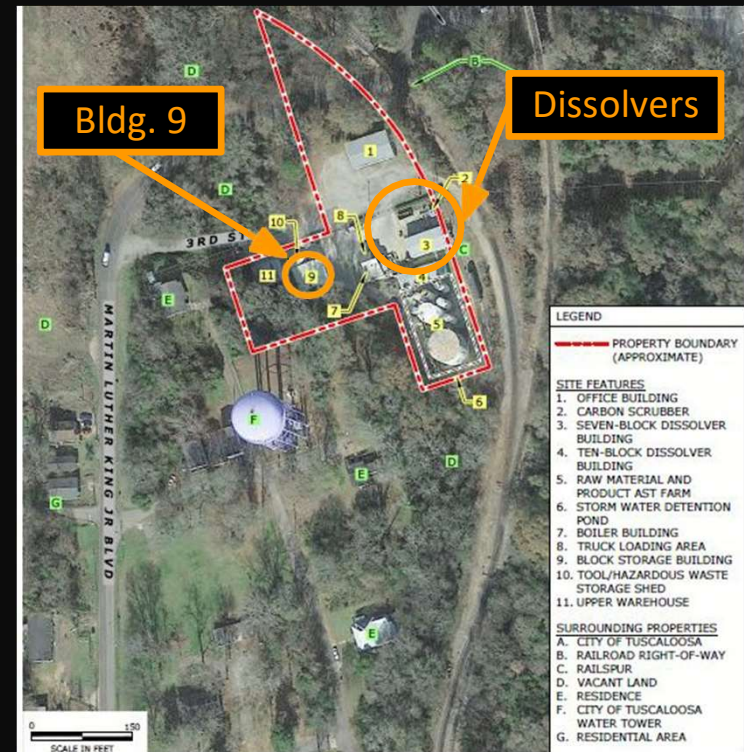 B
D
Dissolvers
Bldg. 9
1
D
2
10
8
3RD ST
3
C
11
9
4
E
7
5
D
MARTIN LUTHER KING JR BLVD
6
F
D
E
G
E
0 150
SCALE IN FEET
LEGEND
PROPERTY BOUNDARY
(APPROXIMATE)
SITE FEATURES
1. OFFICE BUILDING
2. CARBON SCRUBBER
3. SEVEN-BLOCK DISSOLVER
BUILDING
4. TEN-BLOCK DISSOLVER
BUILDING
5. RAW MATERIAL AND
PRODUCT AST FARM
6. STORM WATER DETENTION
POND
7. BOILER BUILDING
8. TRUCK LOADING AREA
9. BLOCK STORAGE BUILDING
10. TOOL/HAZARDOUS WASTE
STORAGE SHED
11. UPPER WAREHOUSE
SURROUNDING PROPERTIES
A. CITY OF TUSCALOOSA
B. RAILROAD RIGHT-OF-WAY
C. RAILSPUR
D. VACANT LAND
E. RESIDENCE
F. CITY OF TUSCALOOSA
WATER TOWER
G. RESIDENTIAL AREA